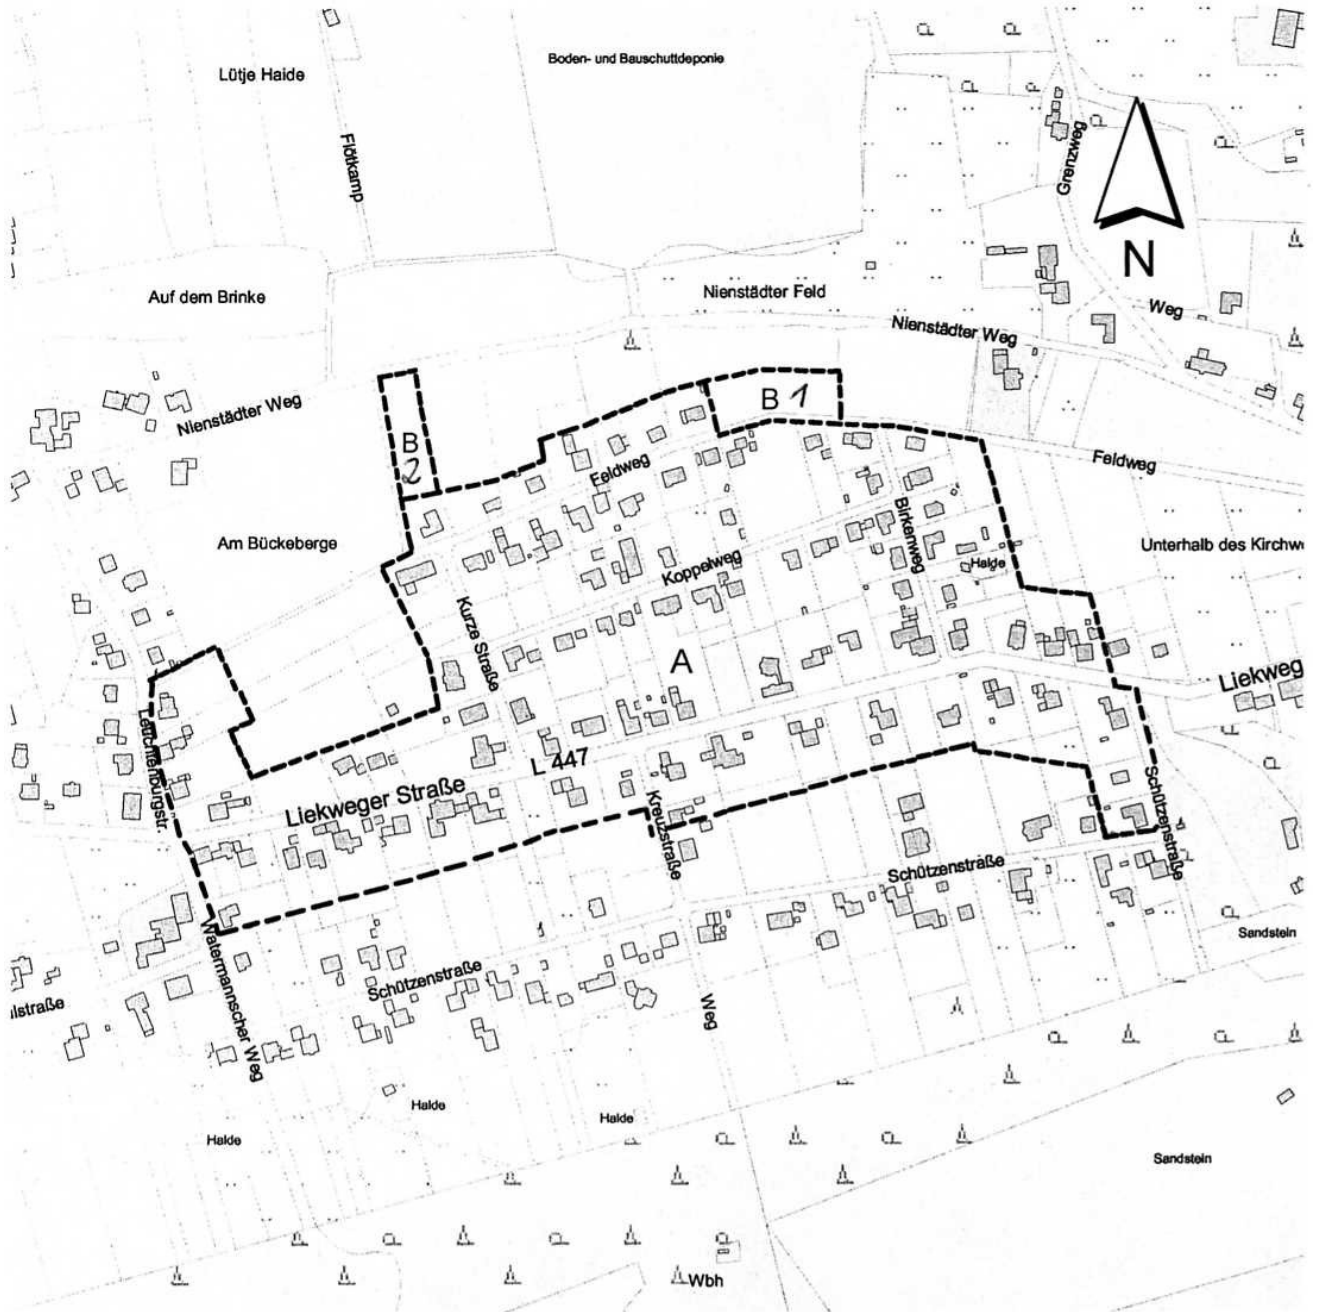 Lütje Haide
Boden- und Bauschuttdeponie
Flötkamp
Grenzweg
N
Auf dem Brinke
Nienstädter Feld
Weg
Nienstädter Weg
Nienstädter Weg
B 1
B
2
Feldweg
Feldweg
Birkenweg
Am Bückeberge
Unterhalb des Kirchw
Koppelweg
Halde
Kurze Straße
A
Liekweg
Leuchtenburgstr.
L 447
Liekweger Straße
Kreuzstraße
Schützenstraße
Schützenstraße
Watermannscher Weg
Sandstein
Schützenstraße
lstraße
Weg
Halde
Halde
Halde
Sandstein
Wbh